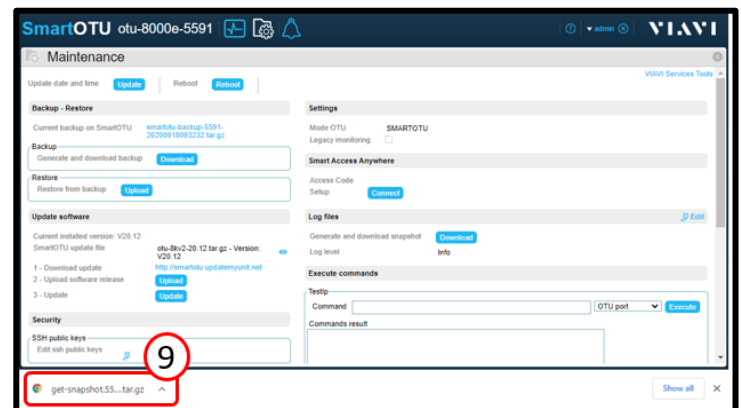 SmartOTU otu-8000e-5591 admin VIAVI
Maintenance
VIAVI Services Tools
Update date and time Update Reboot Reboot
Backup - Restore
Current backup on SmartOTU smartotu-backup-5591-
20200918093232.tar.gz
Backup
Generate and download backup Download
Restore
Restore from backup Upload
Update software
Current installed version: V20.12
SmartOTU update file otu-8kv2-20.12.tar.gz - Version:
V20.12
1 - Download update http://smartotu.updatemyunit.net
2 - Upload software release Upload
3 - Update Update
Security
SSH public keys
Edit ssh public keys
Settings
Mode OTU SMARTOTU
Legacy monitoring
Smart Access Anywhere
Access Code
Setup Connect
Log files Edit
Generate and download snapshot Download
Log level Info
Execute commands
TestIp
Command OTU port Execute
Commands result
9
get-snapshot.55....tar.gz Show all